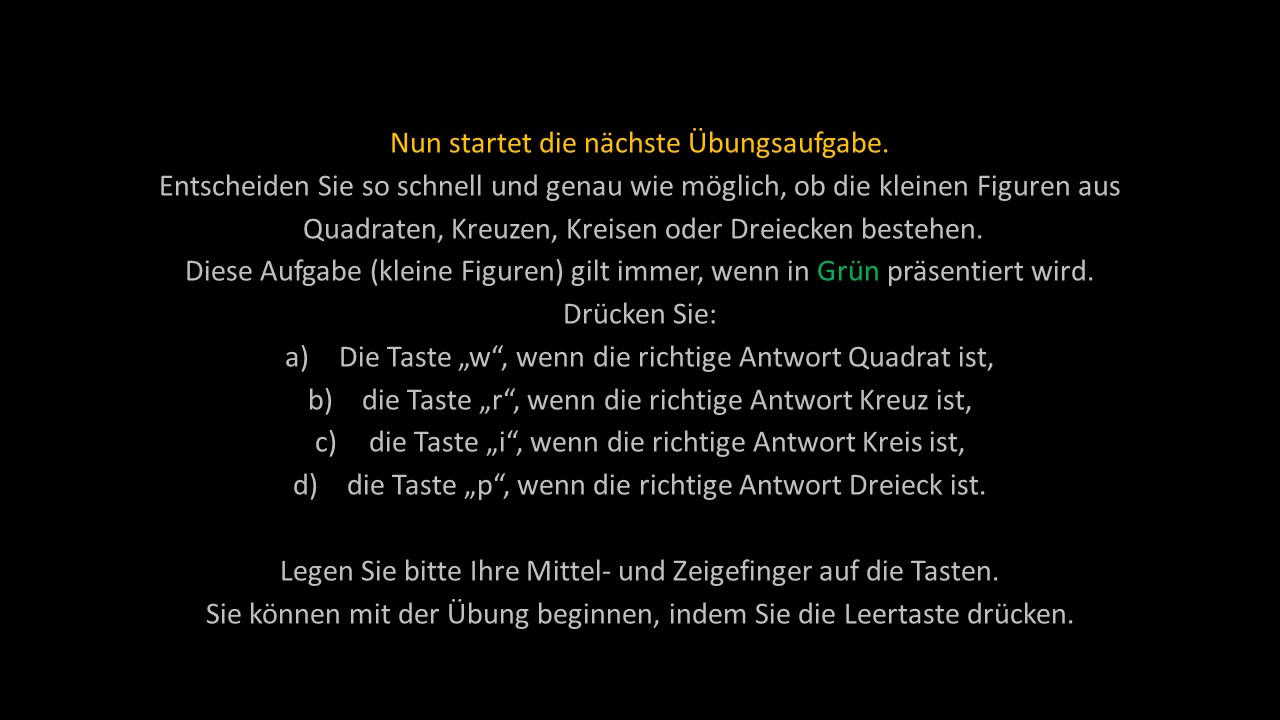 Nun startet die nächste Übungsaufgabe.
Entscheiden Sie so schnell und genau wie möglich, ob die kleinen Figuren aus
Quadraten, Kreuzen, Kreisen oder Dreiecken bestehen.
Diese Aufgabe (kleine Figuren) gilt immer, wenn in Grün präsentiert wird.
Drücken Sie:
a) Die Taste „w“, wenn die richtige Antwort Quadrat ist,
b) die Taste „r“, wenn die richtige Antwort Kreuz ist,
c) die Taste „i“, wenn die richtige Antwort Kreis ist,
d) die Taste „p“, wenn die richtige Antwort Dreieck ist.
Legen Sie bitte Ihre Mittel- und Zeigefinger auf die Tasten.
Sie können mit der Übung beginnen, indem Sie die Leertaste drücken.